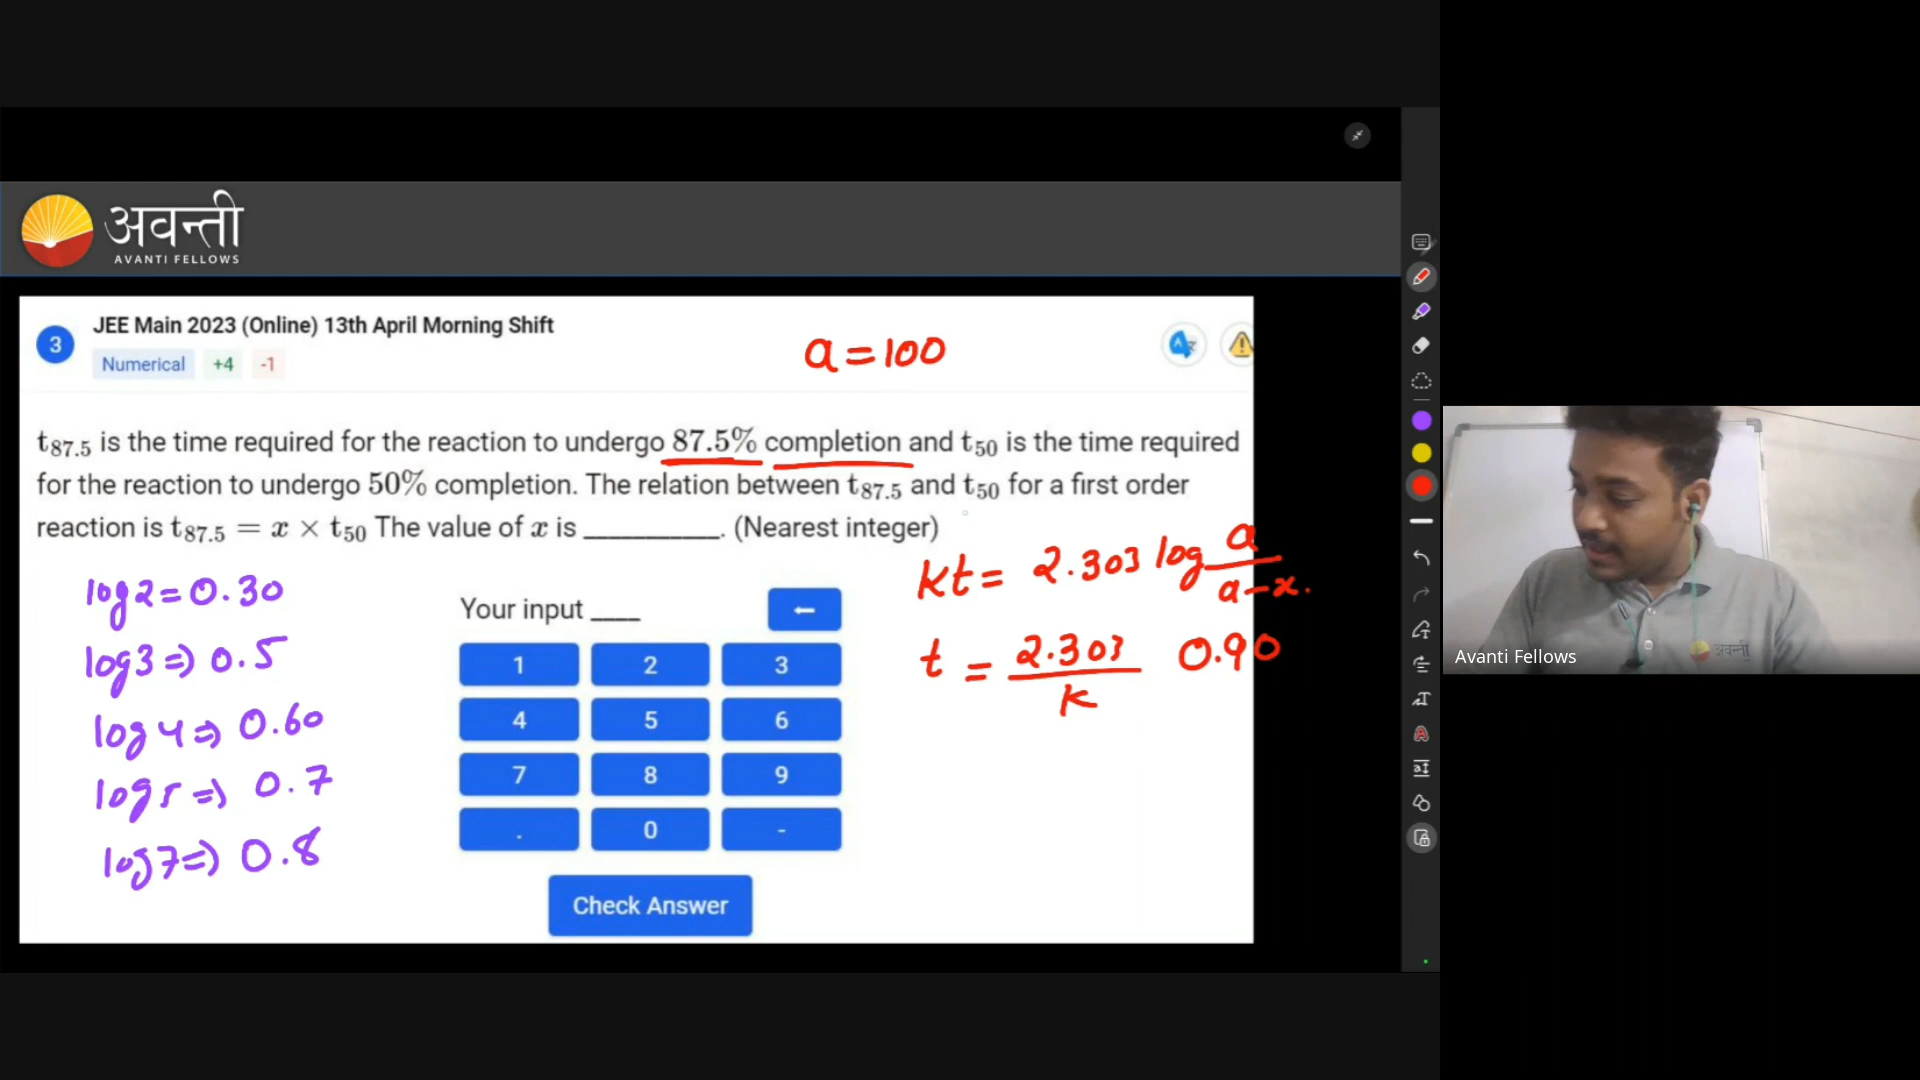 अवन्ती
AVANTI FELLOWS
3
JEE Main 2023 (Online) 13th April Morning Shift
Numerical +4 -1
a = 100
t87.5 is the time required for the reaction to undergo 87.5% completion and t50 is the time required
for the reaction to undergo 50% completion. The relation between t87.5 and t50 for a first order
reaction is t87.5 = x × t50 The value of x is __________. (Nearest integer)
kt = 2.303 log a/a-x.
t = 2.303/k 0.90
log2 = 0.30
log3 => 0.5
log4 => 0.60
log5 => 0.7
log7 => 0.8
Your input ____
←
1 2 3
4 5 6
7 8 9
. 0 -
Check Answer
Avanti Fellows
अवन्ती